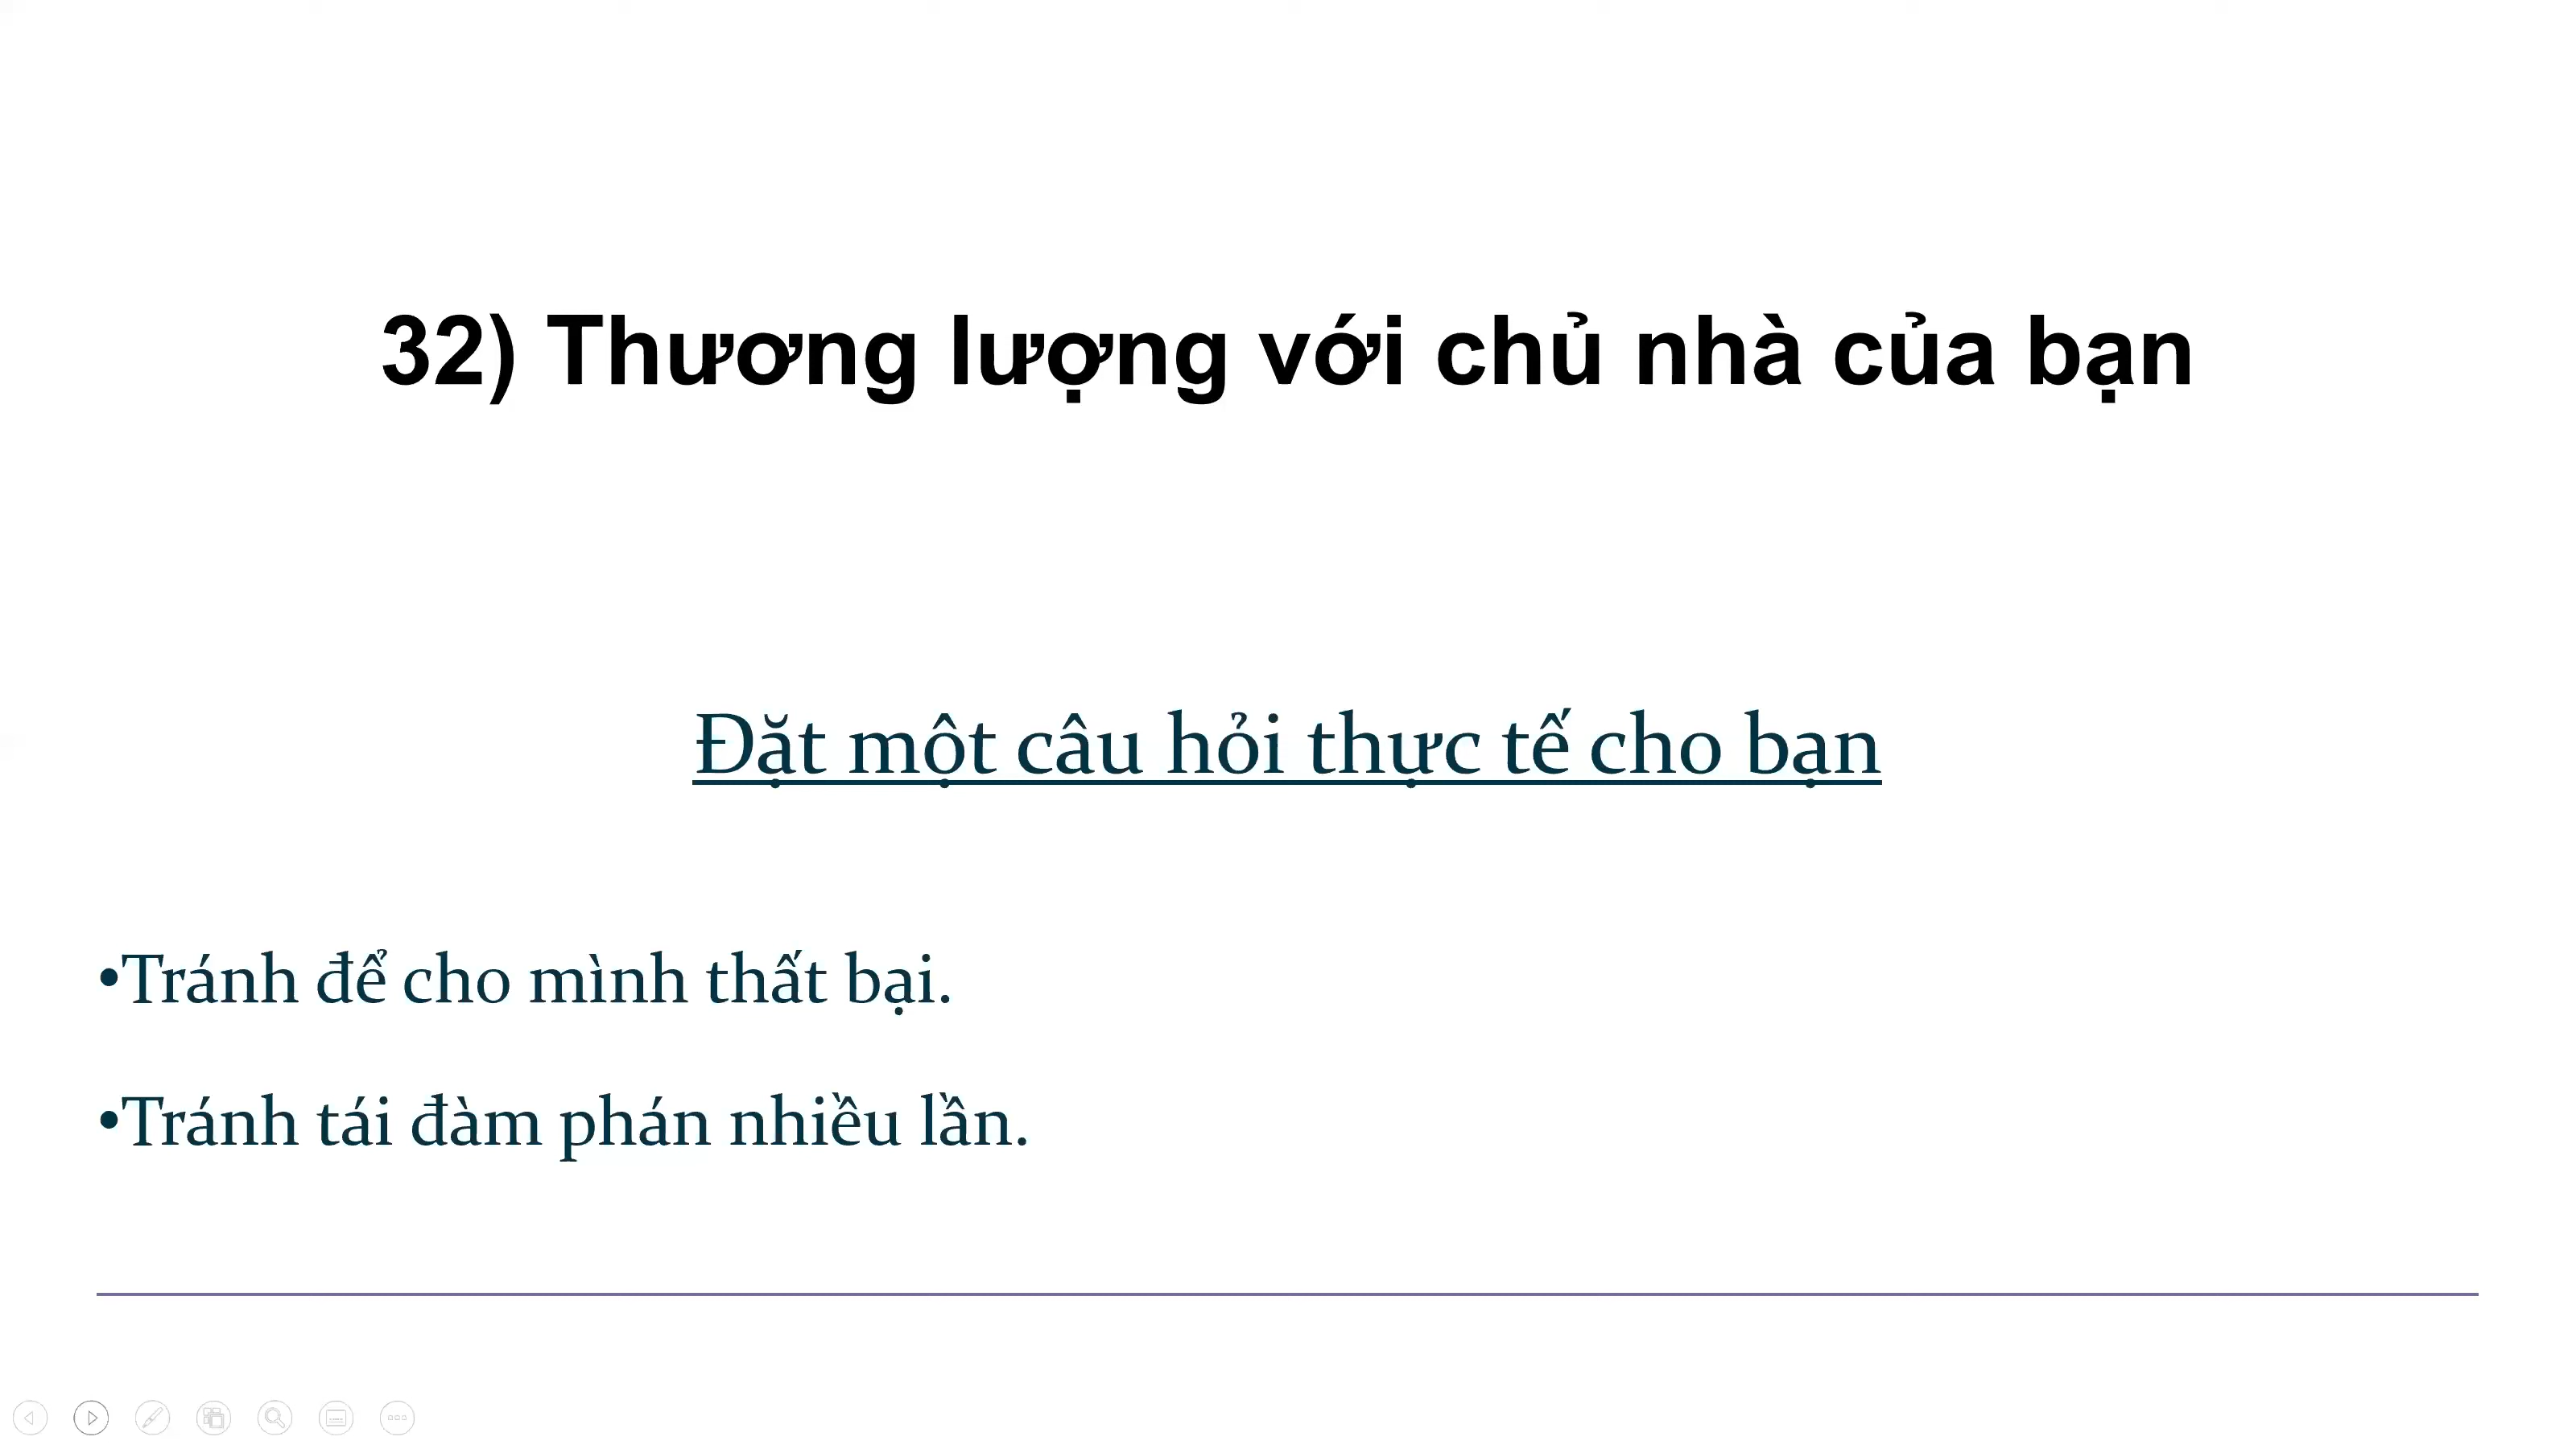 32) Thương lượng với chủ nhà của bạn
Đặt một câu hỏi thực tế cho bạn
•Tránh để cho mình thất bại.
•Tránh tái đàm phán nhiều lần.